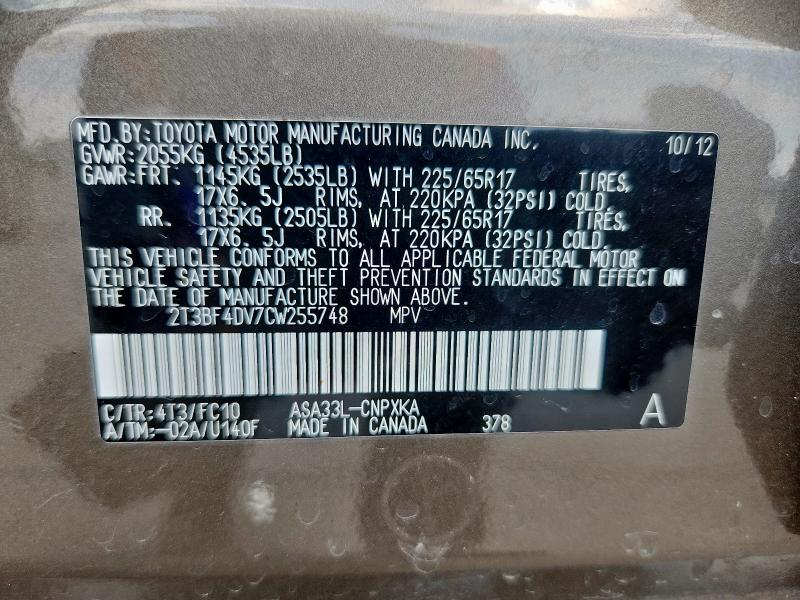 MFD.BY:TOYOTA MOTOR MANUFACTURING CANADA INC. 10/12
GVWR:2055KG (4535LB)
GAWR:FRT. 1145KG (2535LB) WITH 225/65R17 TIRES,
17X6.5J RIMS, AT 220KPA (32PSI) COLD.
RR. 1135KG (2505LB) WITH 225/65R17 TIRES,
17X6.5J RIMS, AT 220KPA (32PSI) COLD.
THIS VEHICLE CONFORMS TO ALL APPLICABLE FEDERAL MOTOR
VEHICLE SAFETY AND THEFT PREVENTION STANDARDS IN EFFECT ON
THE DATE OF MANUFACTURE SHOWN ABOVE.
2T3BF4DV7CW255748 MPV
C/TR:4T3/FC10 ASA33L-CNPXKA
A/TM:-02A/U140F MADE IN CANADA 378 A